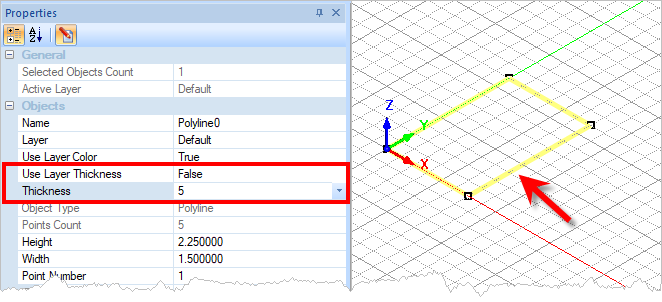 Properties
General
Selected Objects Count 1
Active Layer Default
Objects
Name Polyline0
Layer Default
Use Layer Color True
Use Layer Thickness False
Thickness 5
Object Type Polyline
Points Count 5
Height 2.250000
Width 1.500000
Point Number 1
Z
Y
X